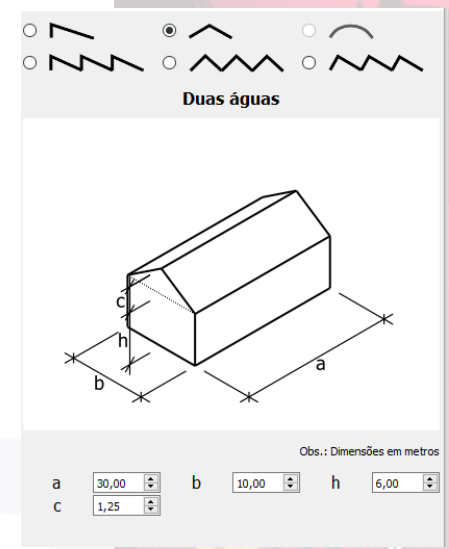 Duas águas
c
h
b
a
Obs.: Dimensões em metros
a 30,00 b 10,00 h 6,00
c 1,25